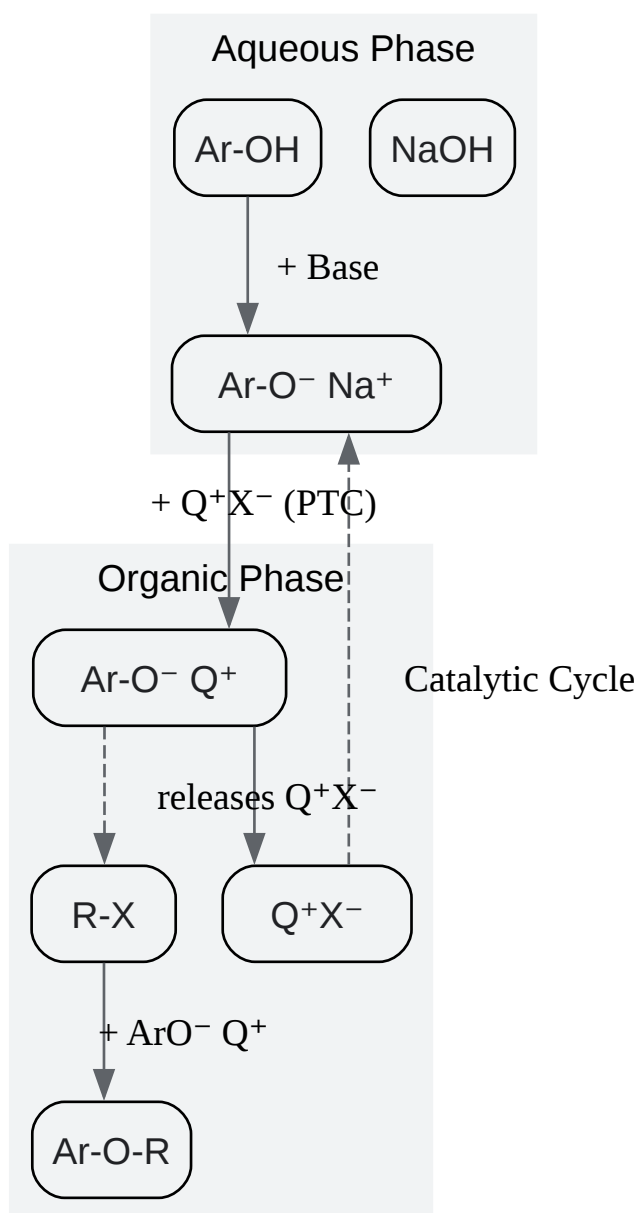 Aqueous Phase
Ar-OH
NaOH
+ Base
Ar-O⁻ Na⁺
+ Q⁺X⁻ (PTC)
Organic Phase
Ar-O⁻ Q⁺
Catalytic Cycle
releases Q⁺X⁻
R-X
Q⁺X⁻
+ ArO⁻ Q⁺
Ar-O-R